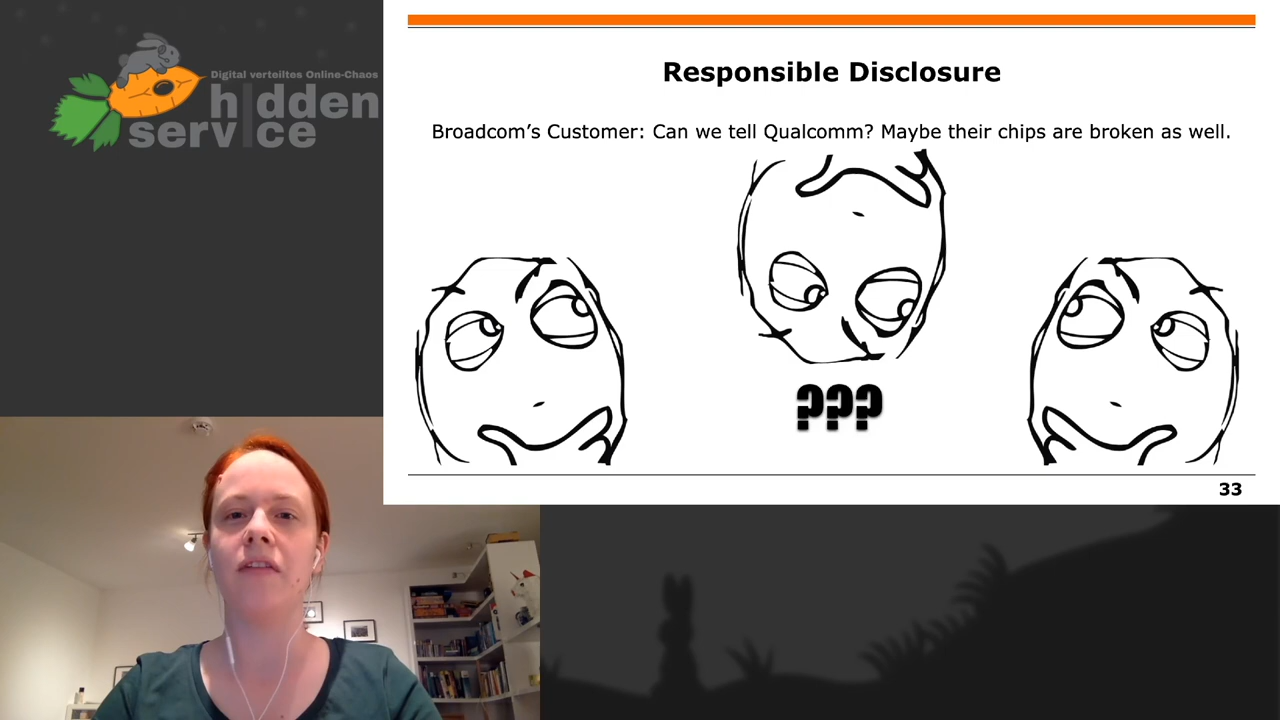 Digital verteiltes Online-Chaos
hidden
service
Responsible Disclosure
Broadcom’s Customer: Can we tell Qualcomm? Maybe their chips are broken as well.
???
33